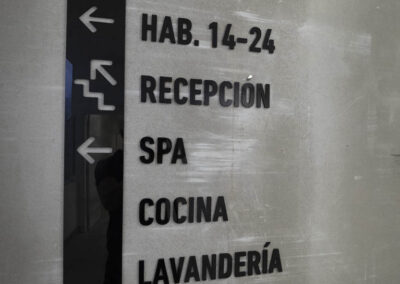 HAB. 14-24
RECEPCIÓN
SPA
COCINA
LAVANDERÍA